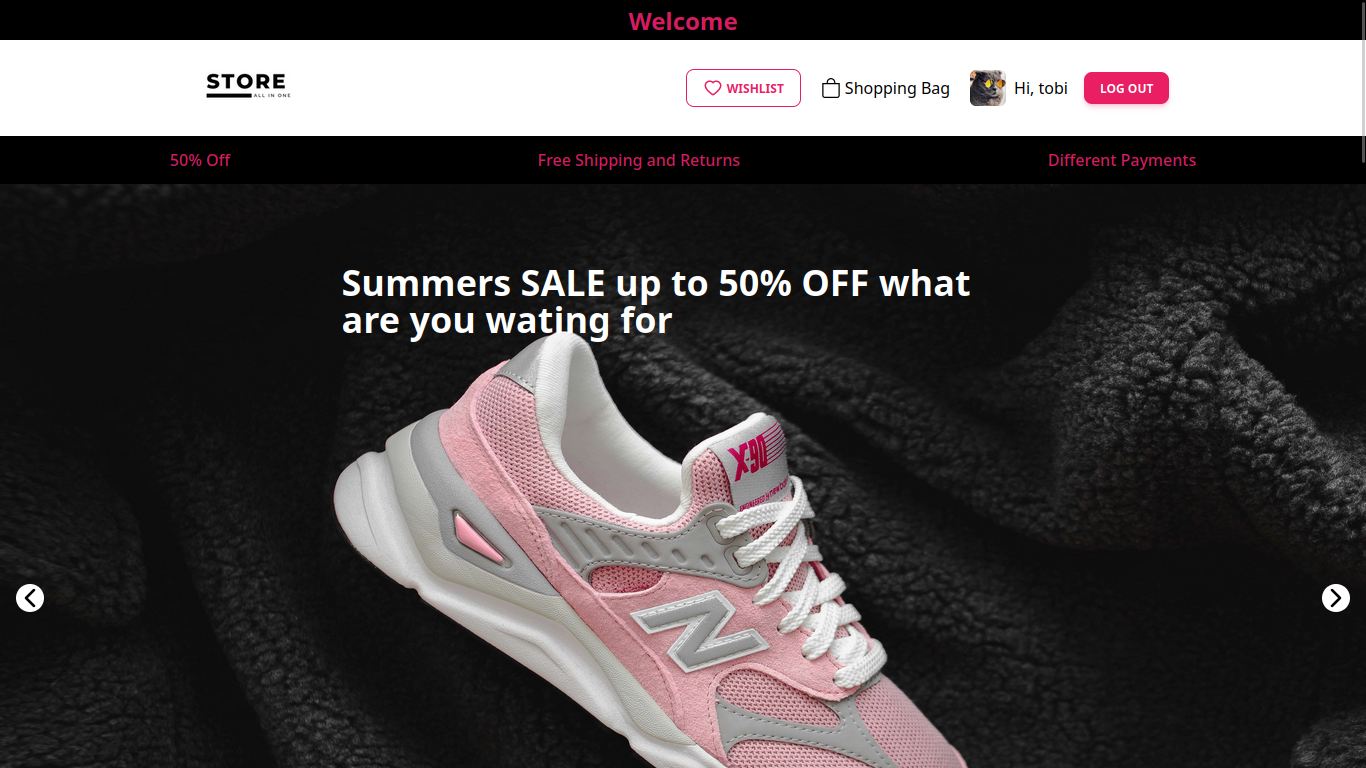 Welcome
STORE
ALL IN ONE
WISHLIST
Shopping Bag
Hi, tobi
LOG OUT
50% Off
Free Shipping and Returns
Different Payments
Summers SALE up to 50% OFF what
are you wating for
X-90
N